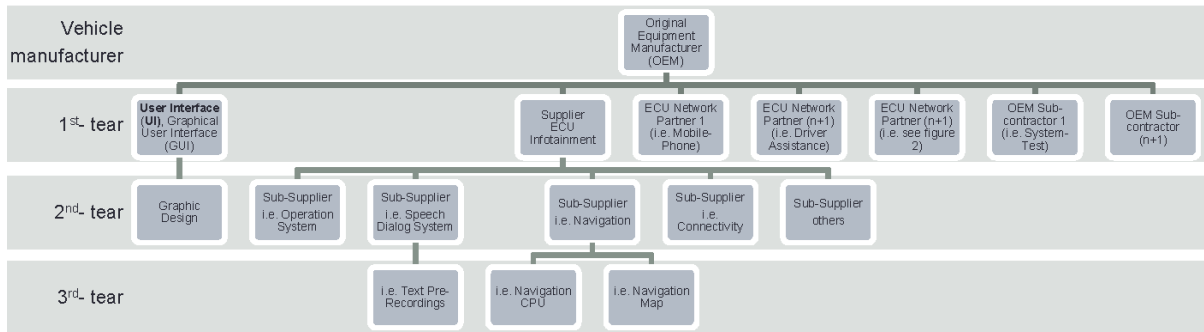 Vehicle
manufacturer
Original
Equipment
Manufacturer
(OEM)
1st- tear
User Interface
(UI), Graphical
User Interface
(GUI)
Supplier
ECU
Infotainment
ECU Network
Partner 1
(i.e. Mobile-
Phone)
ECU Network
Partner (n+1)
(i.e. Driver
Assistance)
ECU Network
Partner (n+1)
(i.e. see figure
2)
OEM Sub-
contractor 1
(i.e. System-
Test)
OEM Sub-
contractor
(n+1)
2nd- tear
Graphic
Design
Sub-Supplier
i.e. Operation
System
Sub-Supplier
i.e. Speech
Dialog System
Sub-Supplier
i.e. Navigation
Sub-Supplier
i.e.
Connectivity
Sub-Supplier
others
3rd- tear
i.e. Text Pre-
Recordings
i.e. Navigation
CPU
i.e. Navigation
Map